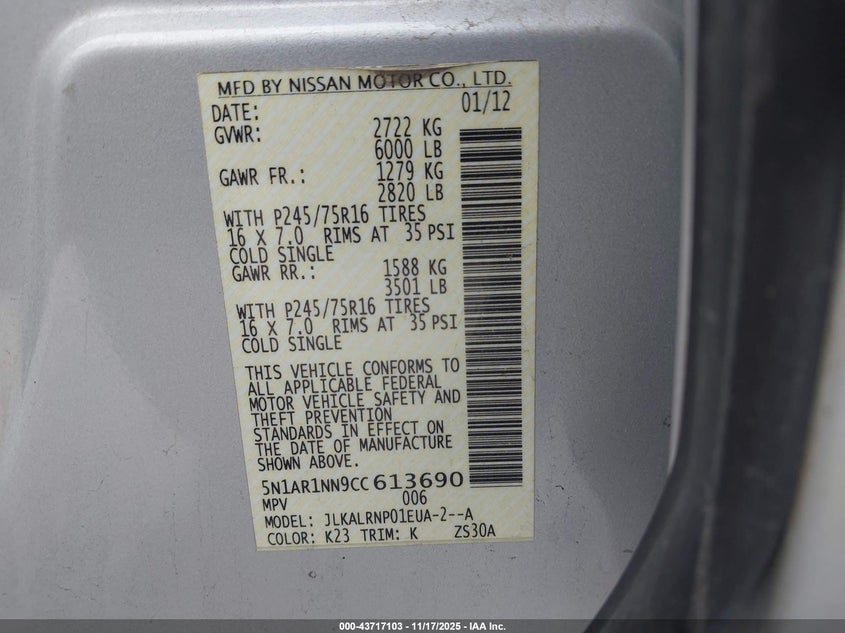 MFD BY NISSAN MOTOR CO., LTD.
DATE: 01/12
GVWR: 2722 KG
6000 LB
GAWR FR.: 1279 KG
2820 LB
WITH P245/75R16 TIRES
16 X 7.0 RIMS AT 35 PSI
COLD SINGLE
GAWR RR.: 1588 KG
3501 LB
WITH P245/75R16 TIRES
16 X 7.0 RIMS AT 35 PSI
COLD SINGLE
THIS VEHICLE CONFORMS TO
ALL APPLICABLE FEDERAL
MOTOR VEHICLE SAFETY AND
THEFT PREVENTION
STANDARDS IN EFFECT ON
THE DATE OF MANUFACTURE
SHOWN ABOVE.
5N1AR1NN9CC613690
MPV 006
MODEL: JLKALRNP01EUA-2--A
COLOR: K23 TRIM: K ZS30A
000-43717103 - 11/17/2025 - IAA Inc.